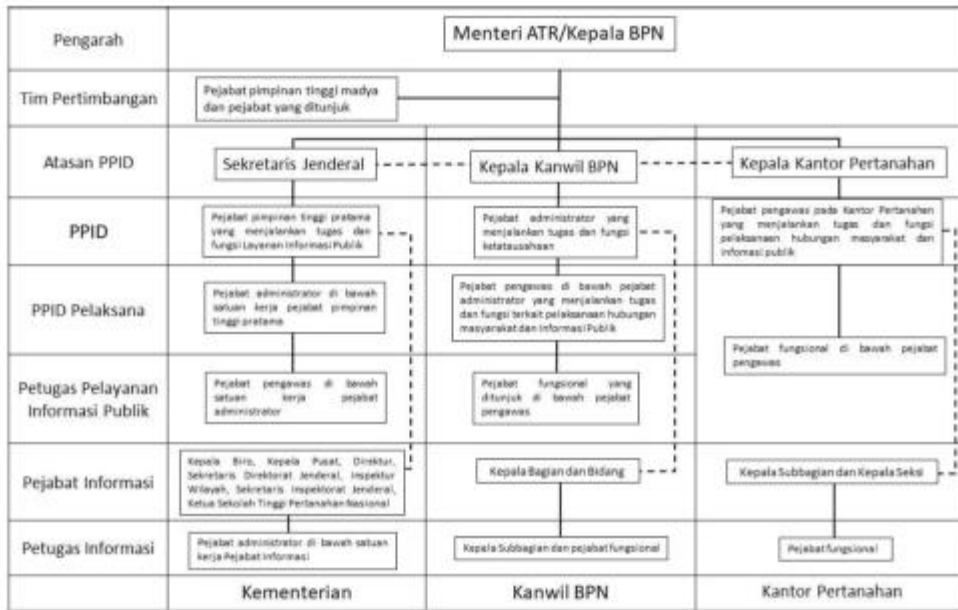 Pengarah
Menteri ATR/Kepala BPN
Tim Pertimbangan
Pejabat pimpinan tinggi madya
dan pejabat yang ditunjuk
Atasan PPID
Sekretaris Jenderal
Kepala Kanwil BPN
Kepala Kantor Pertanahan
PPID
Pejabat pimpinan tinggi pratama
yang menjalankan tugas dan
fungsi Layanan Informasi Publik
Pejabat administrator yang
menjalankan tugas dan fungsi
ketatausahaan
Pejabat pengawas pada Kantor Pertanahan
yang menjalankan tugas dan fungsi
pelaksanaan hubungan masyarakat dan
infomasi publik
PPID Pelaksana
Pejabat administrator di bawah
satuan kerja pejabat pimpinan
tinggi pratama
Pejabat pengawas di bawah pejabat
administrator yang menjalankan tugas
dan fungsi terkait pelaksanaan hubungan
masyarakat dan Informasi Publik
Pejabat fungsional di bawah pejabat
pengawas
Petugas Pelayanan
Informasi Publik
Pejabat pengawas di bawah
satuan kerja pejabat
administrator
Pejabat fungsional yang
ditunjuk di bawah pejabat
pengawas
Pejabat Informasi
Kepala Biro, Kepala Pusat, Direktur,
Sekretaris Direktorat Jenderal, Inspektur
Wilayah, Sekretaris Inspektorat Jenderal,
Ketua Sekolah Tinggi Pertanahan Nasional
Kepala Bagian dan Bidang
Kepala Subbagian dan Kepala Seksi
Petugas Informasi
Pejabat administrator di bawah satuan
kerja Pejabat Informasi
Kepala Subbagian dan pejabat fungsional
Pejabat fungsional
Kementerian
Kanwil BPN
Kantor Pertanahan